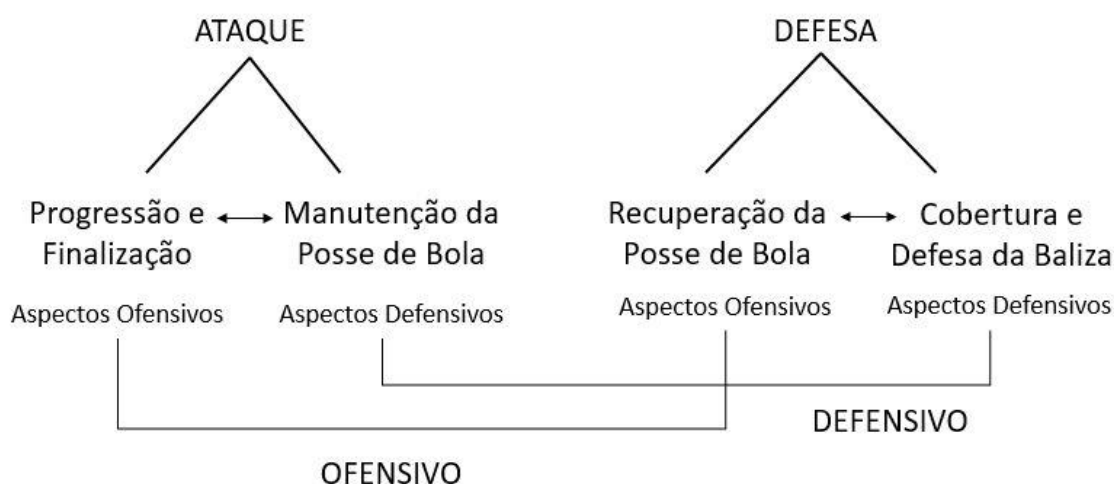 ATAQUE
DEFESA
Progressão e
Finalização
Manutenção da
Posse de Bola
Recuperação da
Posse de Bola
Cobertura e
Defesa da Baliza
Aspectos Ofensivos
Aspectos Defensivos
Aspectos Ofensivos
Aspectos Defensivos
DEFENSIVO
OFENSIVO